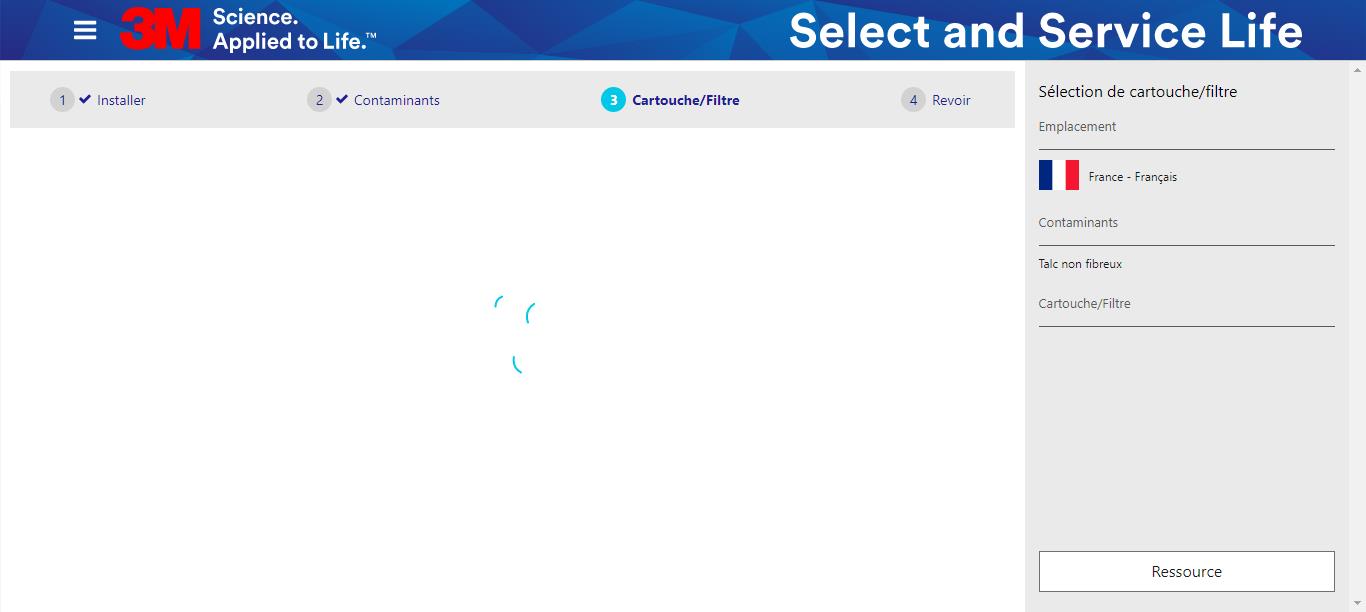 3M Science.
Applied to Life.™
Select and Service Life
1 Installer
2 Contaminants
3 Cartouche/Filtre
4 Revoir
Sélection de cartouche/filtre
Emplacement
France - Français
Contaminants
Talc non fibreux
Cartouche/Filtre
Ressource